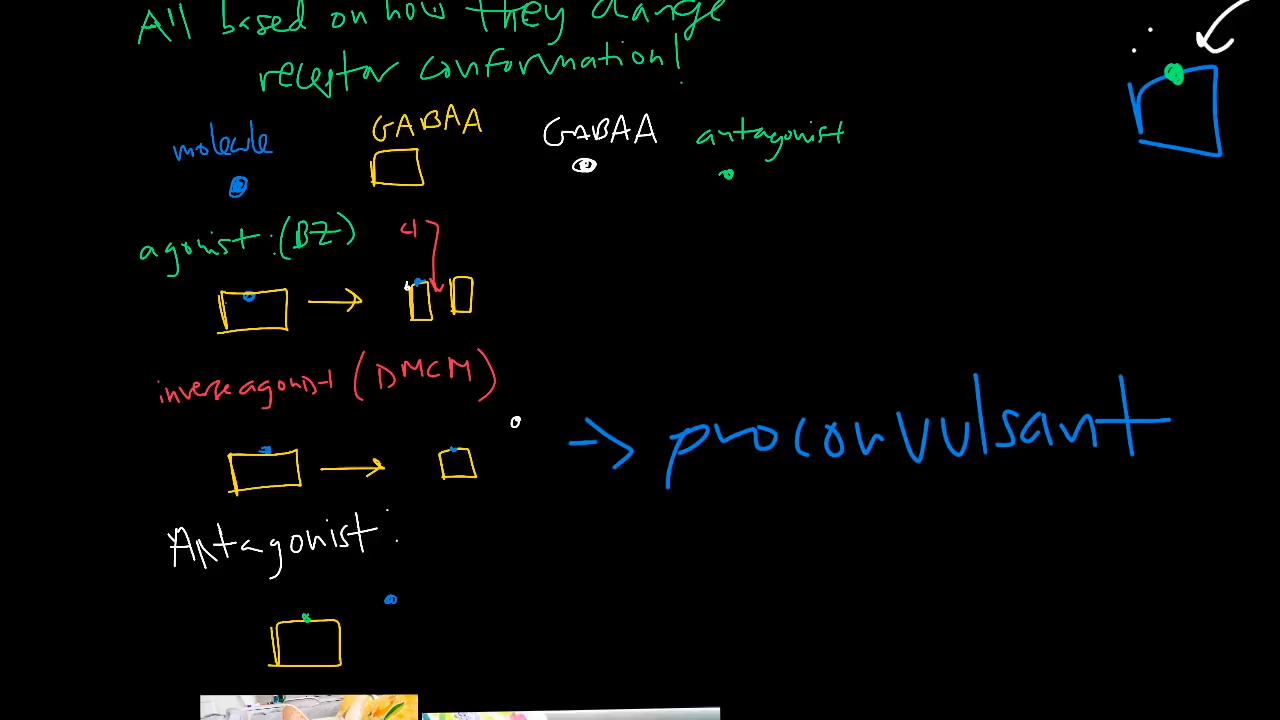 All based on how they change
receptor conformation!
molecule GABAA GABAA antagonist
agonist: (BZ) Cl
inverse agonist (DMCM)
→ proconvulsant
Antagonist: